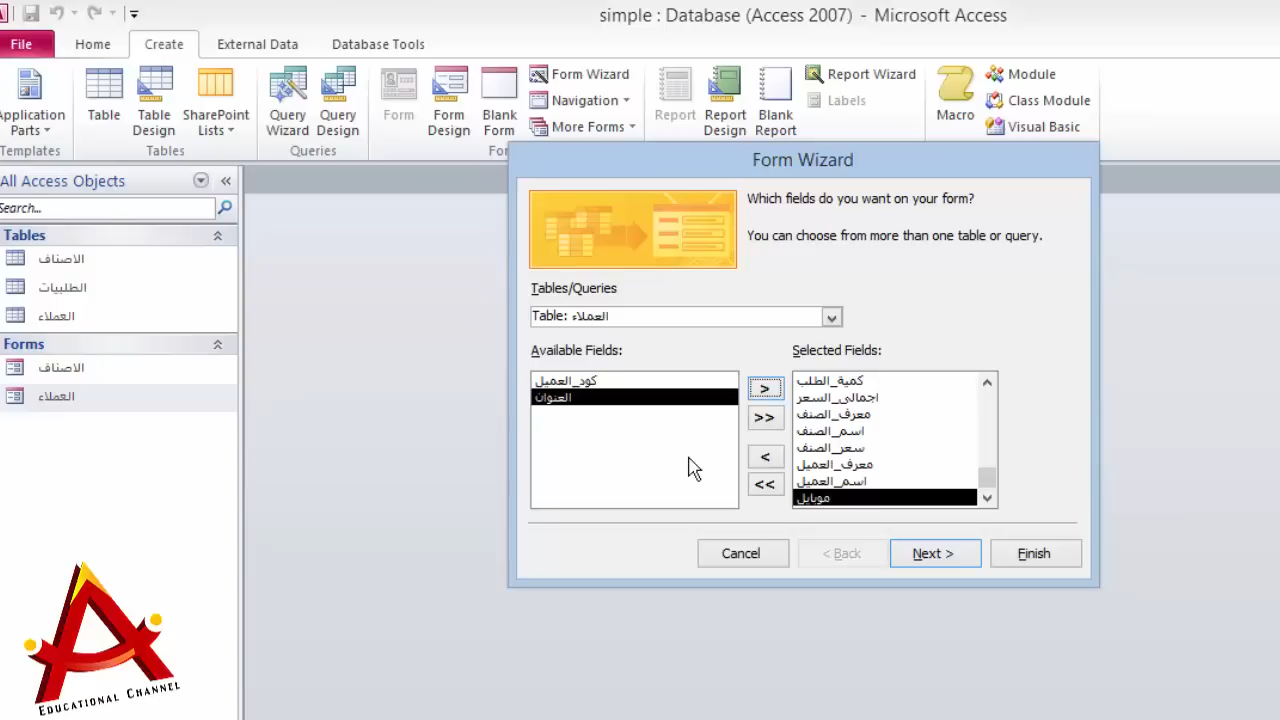 simple : Database (Access 2007) - Microsoft Access
File Home Create External Data Database Tools
Application Parts
Templates
Table
Table Design
SharePoint Lists
Tables
Query Wizard
Query Design
Queries
Form
Form Design
Blank Form
Form Wizard
Navigation
More Forms
For
Report
Report Design
Blank Report
Report Wizard
Labels
Macro
Module
Class Module
Visual Basic
All Access Objects
Search...
Tables
الاصناف
الطلبيات
العملاء
Forms
الاصناف
العملاء
Form Wizard
Which fields do you want on your form?
You can choose from more than one table or query.
Tables/Queries
Table: العملاء
Available Fields:
كود_العميل
العنوان
>
>>
<
<<
Selected Fields:
كمية_الطلب
اجمالى_السعر
معرف_الصنف
اسم_الصنف
سعر_الصنف
معرف_العميل
اسم_العميل
موبايل
Cancel < Back Next > Finish
EDUCATIONAL CHANNEL